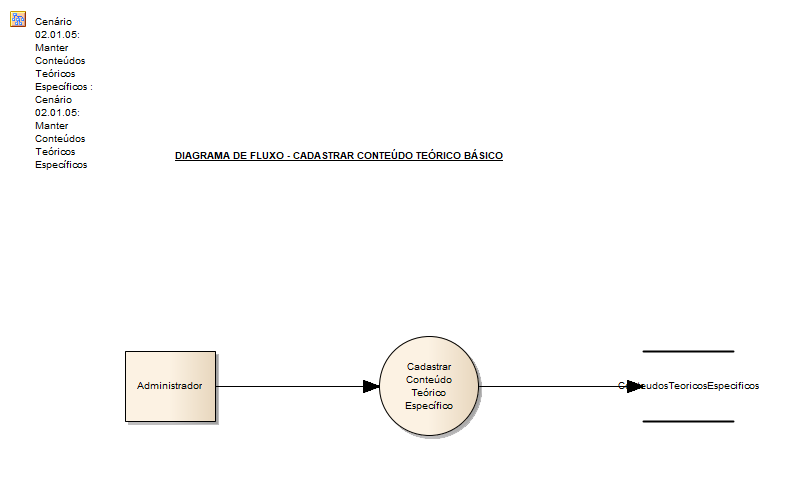 Cenário
02.01.05:
Manter
Conteúdos
Teóricos
Específicos :
Cenário
02.01.05:
Manter
Conteúdos
Teóricos
Específicos
DIAGRAMA DE FLUXO - CADASTRAR CONTEÚDO TEÓRICO BÁSICO
Administrador
Cadastrar
Conteúdo
Teórico
Específico
ConteudosTeoricosEspecificos